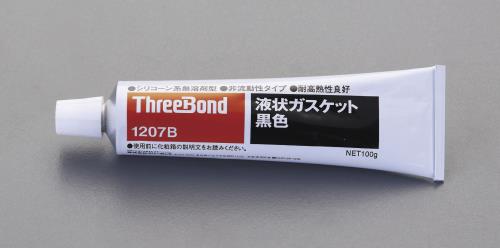 ●シリコーン系無溶剤型 ●非流動性タイプ ●耐高熱性良好
ThreeBond
1207B
液状ガスケット
黒色
●使用前に化粧箱の説明文をお読みください。
NET100g